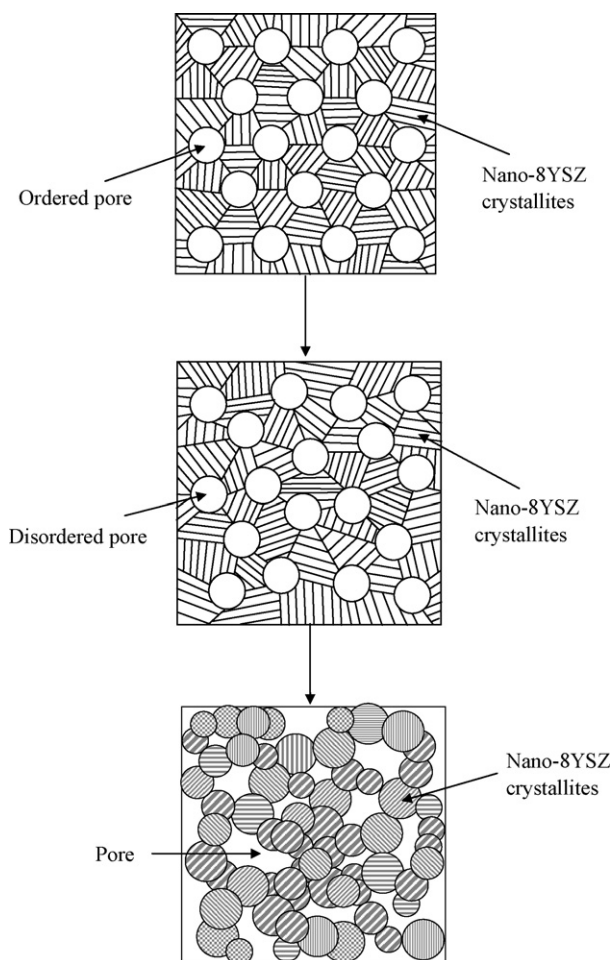 Ordered pore
Nano-8YSZ
crystallites
Disordered pore
Nano-8YSZ
crystallites
Nano-8YSZ
crystallites
Pore